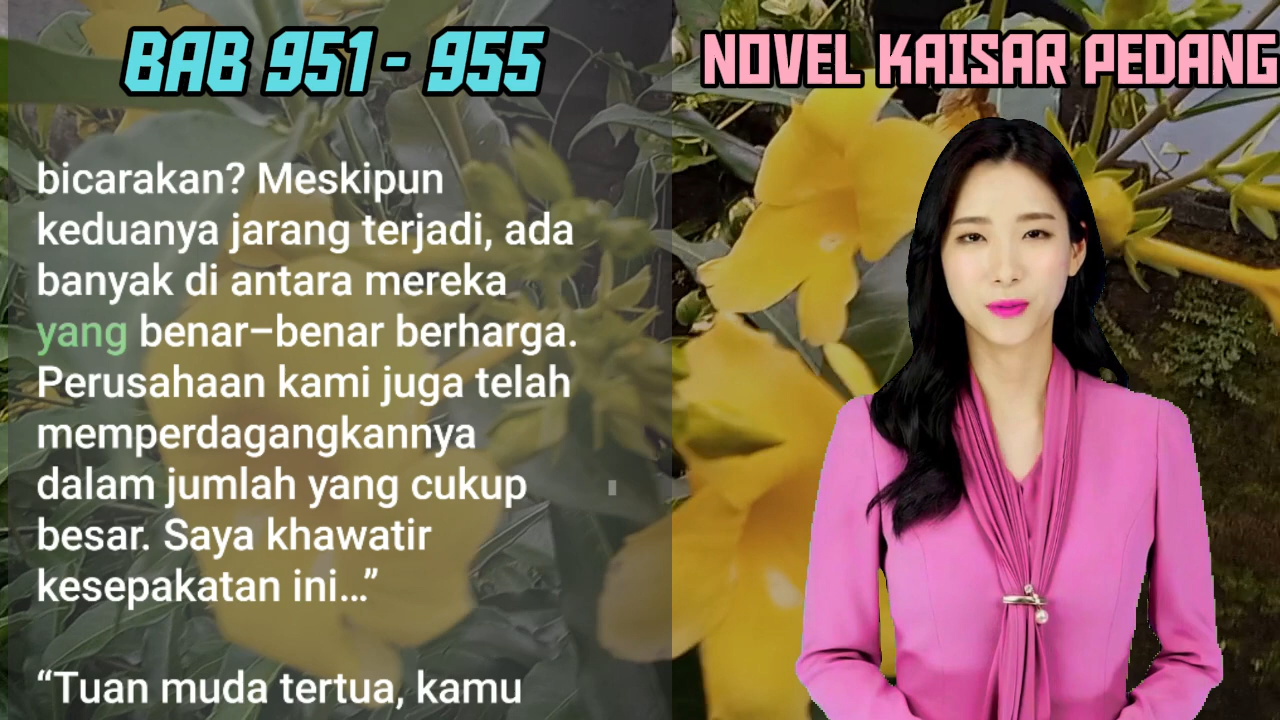 BAB 951 - 955
NOVEL KAISAR PEDANG
bicarakan? Meskipun
keduanya jarang terjadi, ada
banyak di antara mereka
yang benar–benar berharga.
Perusahaan kami juga telah
memperdagangkannya
dalam jumlah yang cukup
besar. Saya khawatir
kesepakatan ini…”
“Tuan muda tertua, kamu